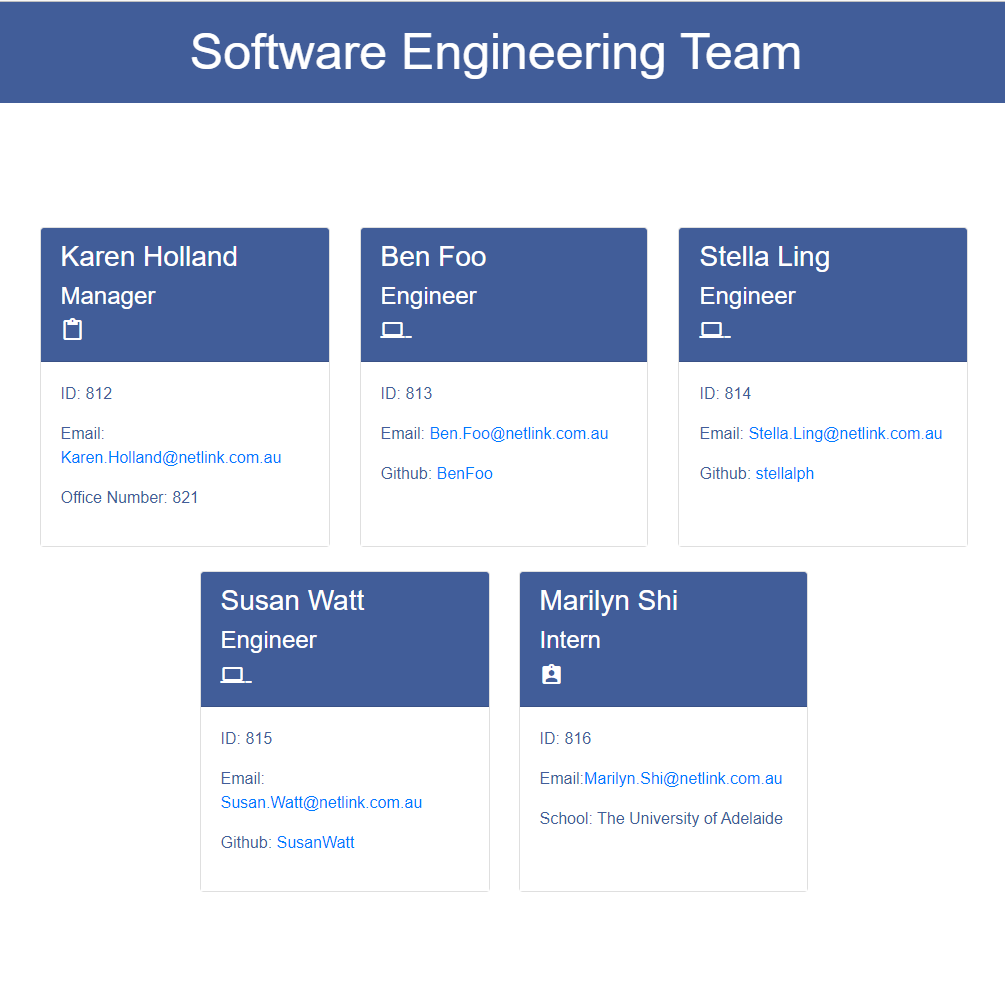 Software Engineering Team
Karen Holland
Manager
ID: 812
Email:
Karen.Holland@netlink.com.au
Office Number: 821
Ben Foo
Engineer
ID: 813
Email: Ben.Foo@netlink.com.au
Github: BenFoo
Stella Ling
Engineer
ID: 814
Email: Stella.Ling@netlink.com.au
Github: stellalph
Susan Watt
Engineer
ID: 815
Email:
Susan.Watt@netlink.com.au
Github: SusanWatt
Marilyn Shi
Intern
ID: 816
Email:Marilyn.Shi@netlink.com.au
School: The University of Adelaide